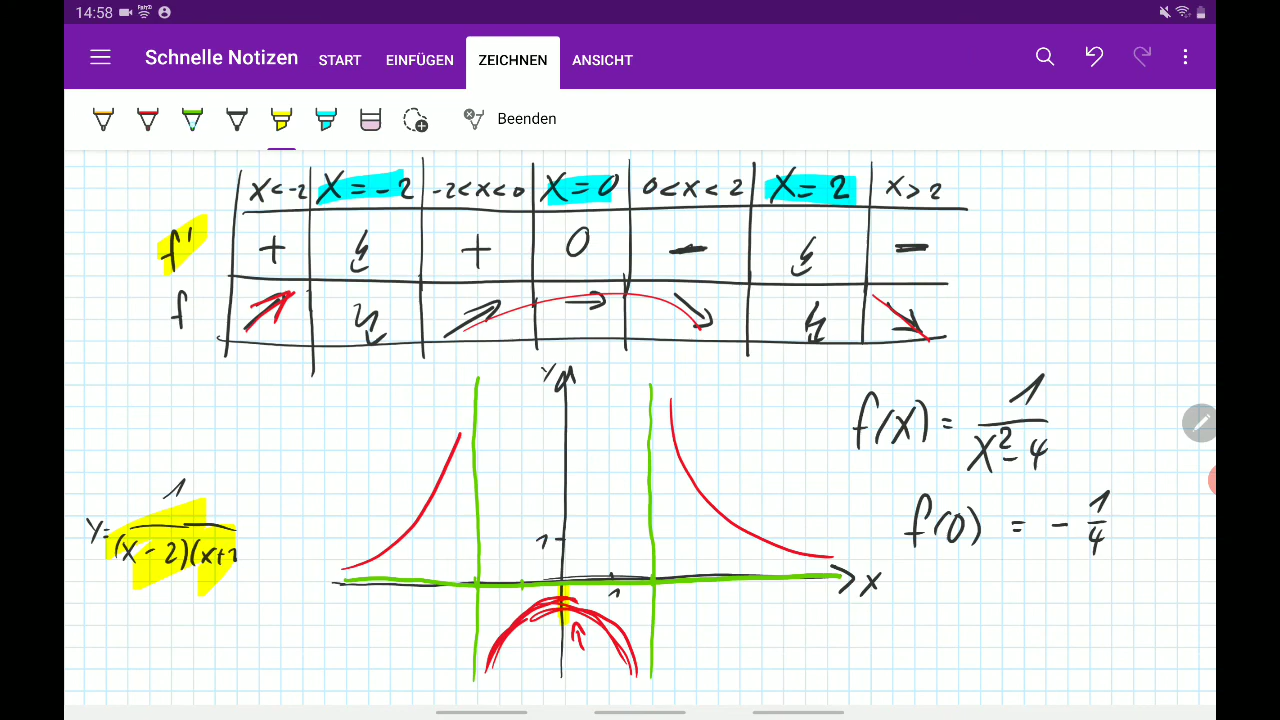 14:58
Schnelle Notizen START EINFÜGEN ZEICHNEN ANSICHT
Beenden
x<-2 x=-2 -2<x<0 x=0 0<x<2 x=2 x>2
f' + ↯ + 0 - ↯ -
f ↗ ↯ ↗ → ↘ ↯ ↘
y
f(x) = 1/(x²-4)
y= 1/((x-2)(x+2
f(0) = - 1/4
1
1
x